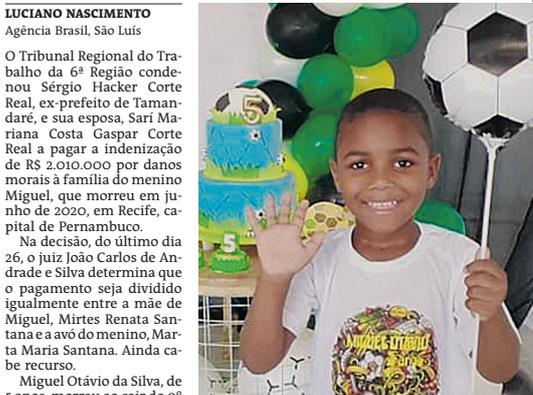 LUCIANO NASCIMENTO
Agência Brasil, São Luís
O Tribunal Regional do Tra-
balho da 6ª Região conde-
nou Sérgio Hacker Corte
Real, ex-prefeito de Taman-
daré, e sua esposa, Sarí Ma-
riana Costa Gaspar Corte
Real a pagar a indenização
de R$ 2.010.000 por danos
morais à família do menino
Miguel, que morreu em ju-
nho de 2020, em Recife, ca-
pital de Pernambuco.
Na decisão, do último dia
26, o juiz João Carlos de An-
drade e Silva determina que
o pagamento seja dividido
igualmente entre a mãe de
Miguel, Mirtes Renata San-
tana e a avó do menino, Mar-
ta Maria Santana. Ainda ca-
be recurso.
Miguel Otávio da Silva, de
5
5
MIGUEL OTÁVIO
5 anos